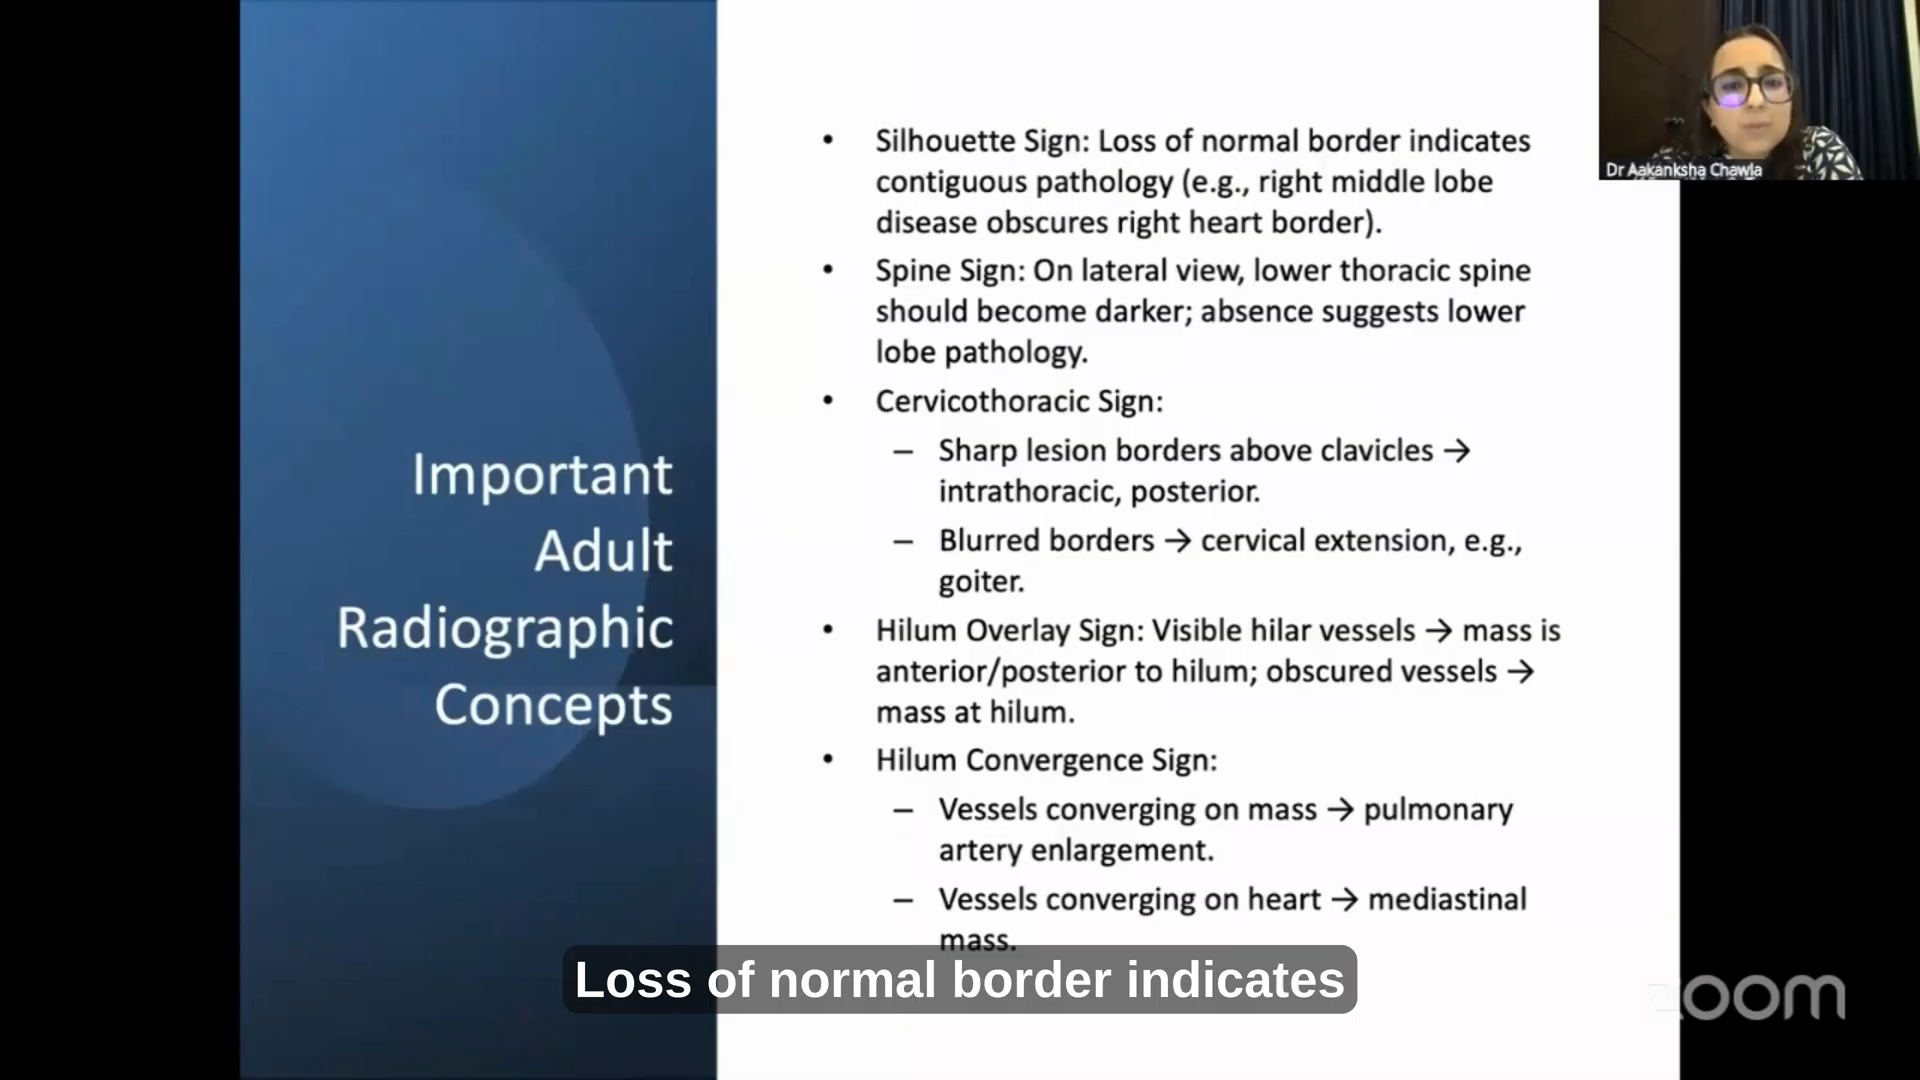 Important
Adult
Radiographic
Concepts
• Silhouette Sign: Loss of normal border indicates
contiguous pathology (e.g., right middle lobe
disease obscures right heart border).
• Spine Sign: On lateral view, lower thoracic spine
should become darker; absence suggests lower
lobe pathology.
• Cervicothoracic Sign:
– Sharp lesion borders above clavicles →
intrathoracic, posterior.
– Blurred borders → cervical extension, e.g.,
goiter.
• Hilum Overlay Sign: Visible hilar vessels → mass is
anterior/posterior to hilum; obscured vessels →
mass at hilum.
• Hilum Convergence Sign:
– Vessels converging on mass → pulmonary
artery enlargement.
– Vessels converging on heart → mediastinal
mass.
Dr Aakanksha Chawla
Loss of normal border indicates
zoom